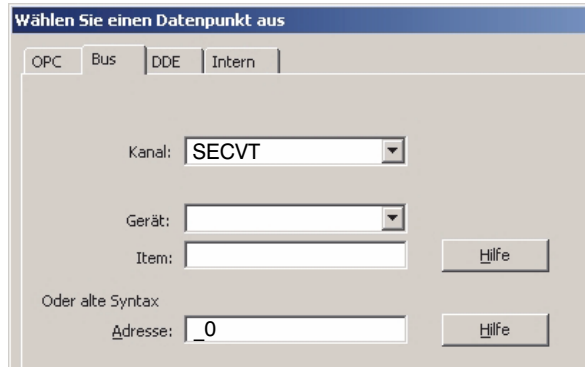 Wählen Sie einen Datenpunkt aus
OPC Bus DDE Intern
Kanal: SECVT
Gerät:
Item: Hilfe
Oder alte Syntax
Adresse: _0 Hilfe